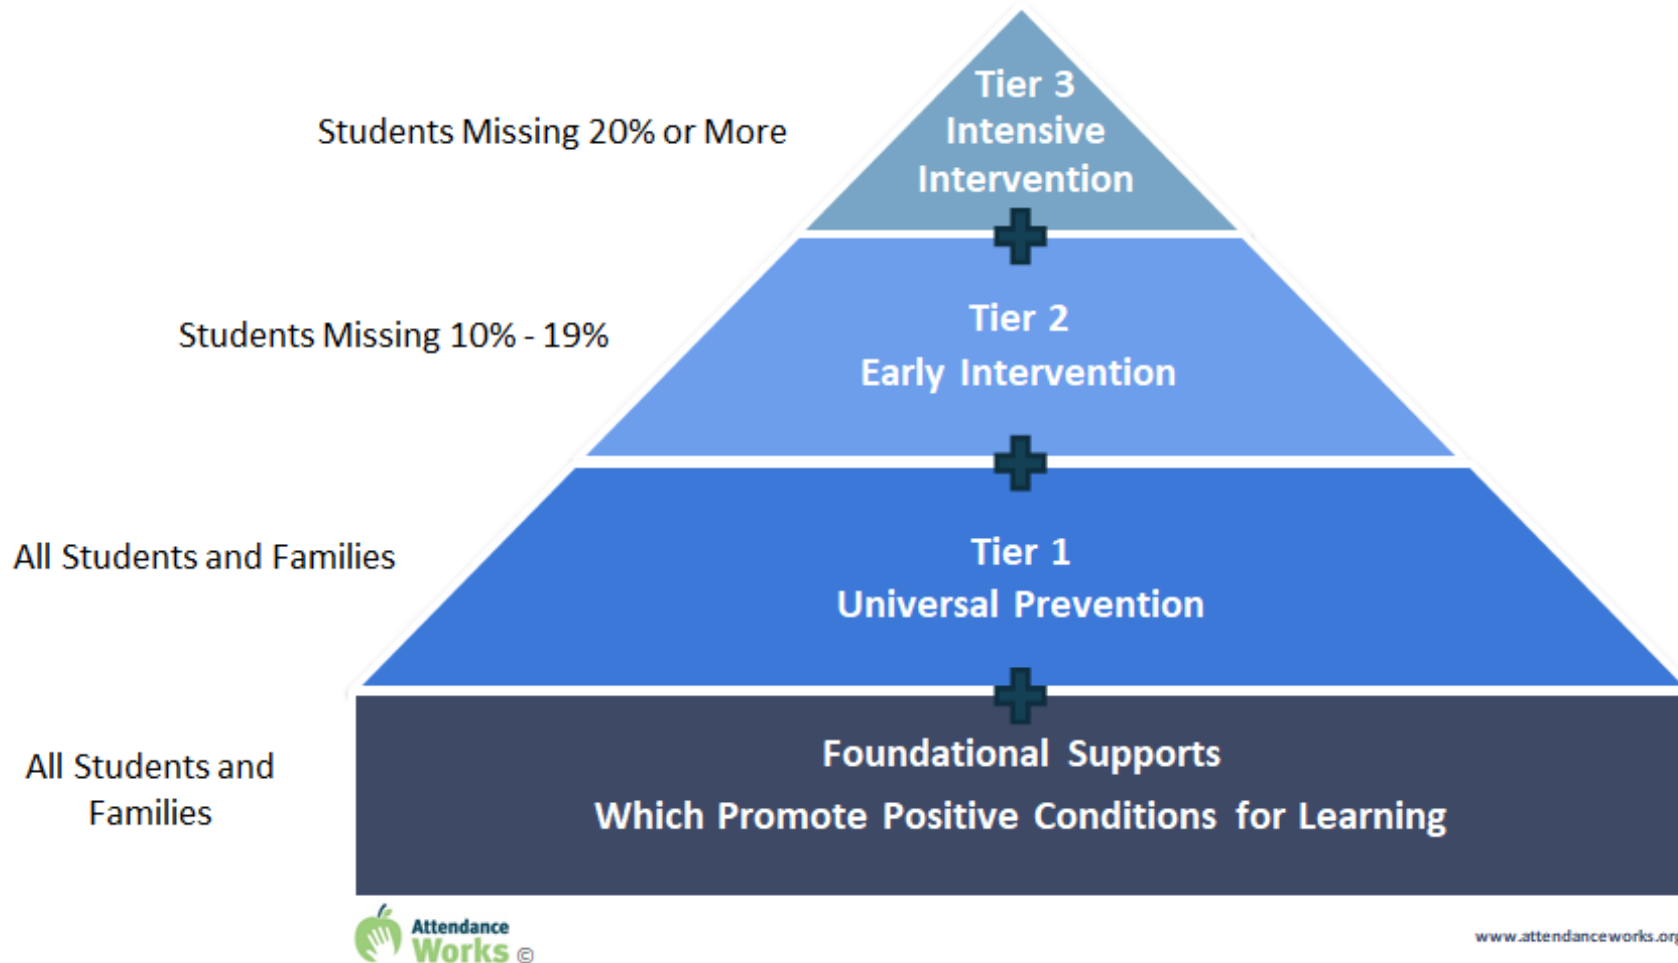 Tier 3
Intensive
Intervention
Students Missing 20% or More
Tier 2
Early Intervention
Students Missing 10% - 19%
Tier 1
Universal Prevention
All Students and Families
Foundational Supports
Which Promote Positive Conditions for Learning
All Students and
Families
Attendance
Works ©
www.attendanceworks.org